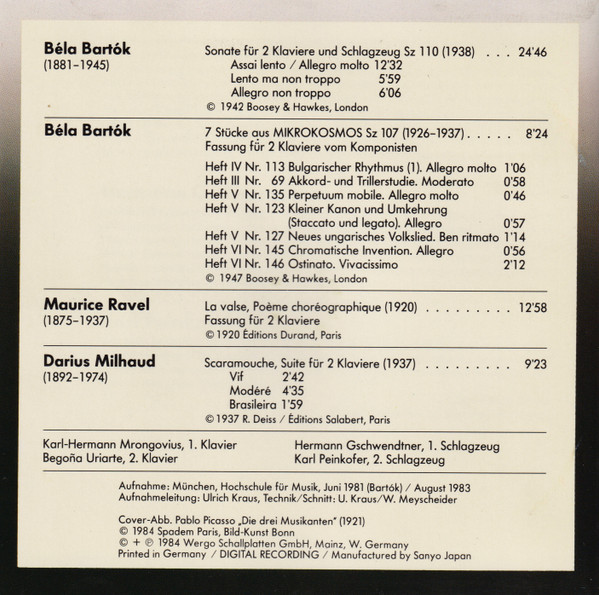 Béla Bartók Sonate für 2 Klaviere und Schlagzeug Sz 110 (1938) . . . 24'46
(1881–1945) Assai lento / Allegro molto 12'32
Lento ma non troppo 5'59
Allegro non troppo 6'06
© 1942 Boosey & Hawkes, London
Béla Bartók 7 Stücke aus MIKROKOSMOS Sz 107 (1926–1937) . . . . . 8'24
Fassung für 2 Klaviere vom Komponisten
Heft IV Nr. 113 Bulgarischer Rhythmus (1). Allegro molto 1'06
Heft III Nr. 69 Akkord- und Trillerstudie. Moderato 0'58
Heft V Nr. 135 Perpetuum mobile. Allegro molto 0'46
Heft V Nr. 123 Kleiner Kanon und Umkehrung
(Staccato und legato). Allegro 0'57
Heft V Nr. 127 Neues ungarisches Volkslied. Ben ritmato 1'14
Heft VI Nr. 145 Chromatische Invention. Allegro 0'56
Heft VI Nr. 146 Ostinato. Vivacissimo 2'12
© 1947 Boosey & Hawkes, London
Maurice Ravel La valse, Poème choréographique (1920) . . . . . . . . . 12'58
(1875–1937) Fassung für 2 Klaviere
© 1920 Éditions Durand, Paris
Darius Milhaud Scaramouche, Suite für 2 Klaviere (1937) . . . . . . . . . 9'23
(1892–1974) Vif 2'42
Modéré 4'35
Brasileira 1'59
© 1937 R. Deiss / Éditions Salabert, Paris
Karl-Hermann Mrongovius, 1. Klavier Hermann Gschwendtner, 1. Schlagzeug
Begoña Uriarte, 2. Klavier Karl Peinkofer, 2. Schlagzeug
Aufnahme: München, Hochschule für Musik, Juni 1981 (Bartók) / August 1983
Aufnahmeleitung: Ulrich Kraus, Technik/Schnitt: U. Kraus/W. Meyscheider
Cover-Abb. Pablo Picasso „Die drei Musikanten“ (1921)
© 1984 Spadem Paris, Bild-Kunst Bonn
© + ℗ 1984 Wergo Schallplatten GmbH, Mainz, W. Germany
Printed in Germany / DIGITAL RECORDING / Manufactured by Sanyo Japan